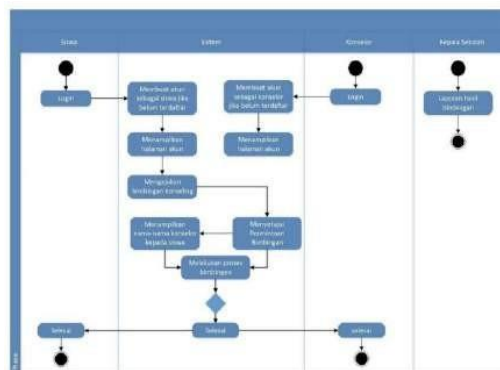 Siswa
Sistem
Konselor
Kepala Sekolah
Login
Membuat akun
sebagai siswa jika
belum terdaftar
Membuat akun
sebagai konselor
jika belum terdaftar
Login
Laporan hasil
bimbingan
Menampilkan
halaman akun
Menampilkan
halaman akun
Mengajukan
bimbingan konseling
Menampilkan
nama-nama konselor
kepada siswa
Menyetujui
Permintaan
Bimbingan
Melakukan proses
bimbingan
Selesai
Selesai
selesai